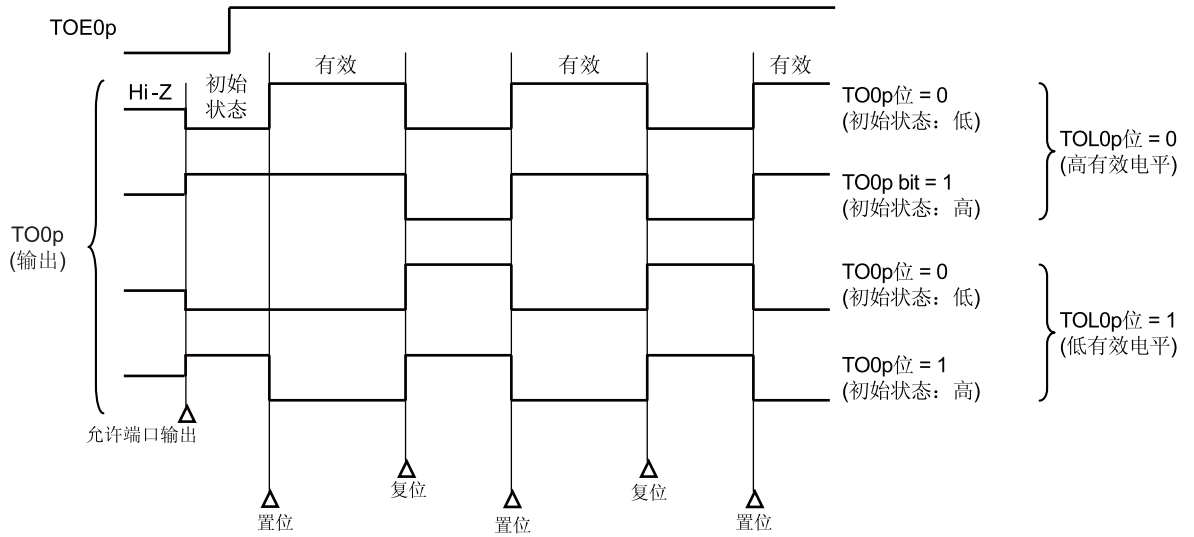 TOE0p
有效
有效
有效
Hi-Z
初始
状态
TO0p位 = 0
(初始状态：低)
TOL0p位 = 0
(高有效电平)
TO0p bit = 1
(初始状态：高)
TO0p
(输出)
TO0p位 = 0
(初始状态：低)
TOL0p位 = 1
(低有效电平)
TO0p位 = 1
(初始状态：高)
允许端口输出
复位
复位
置位
置位
置位